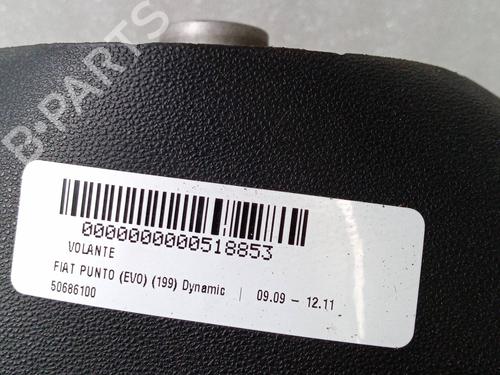 B-PARTS
0000000000518853
VOLANTE
FIAT PUNTO (EVO) (199) Dynamic | 09.09 – 12.11
50686100